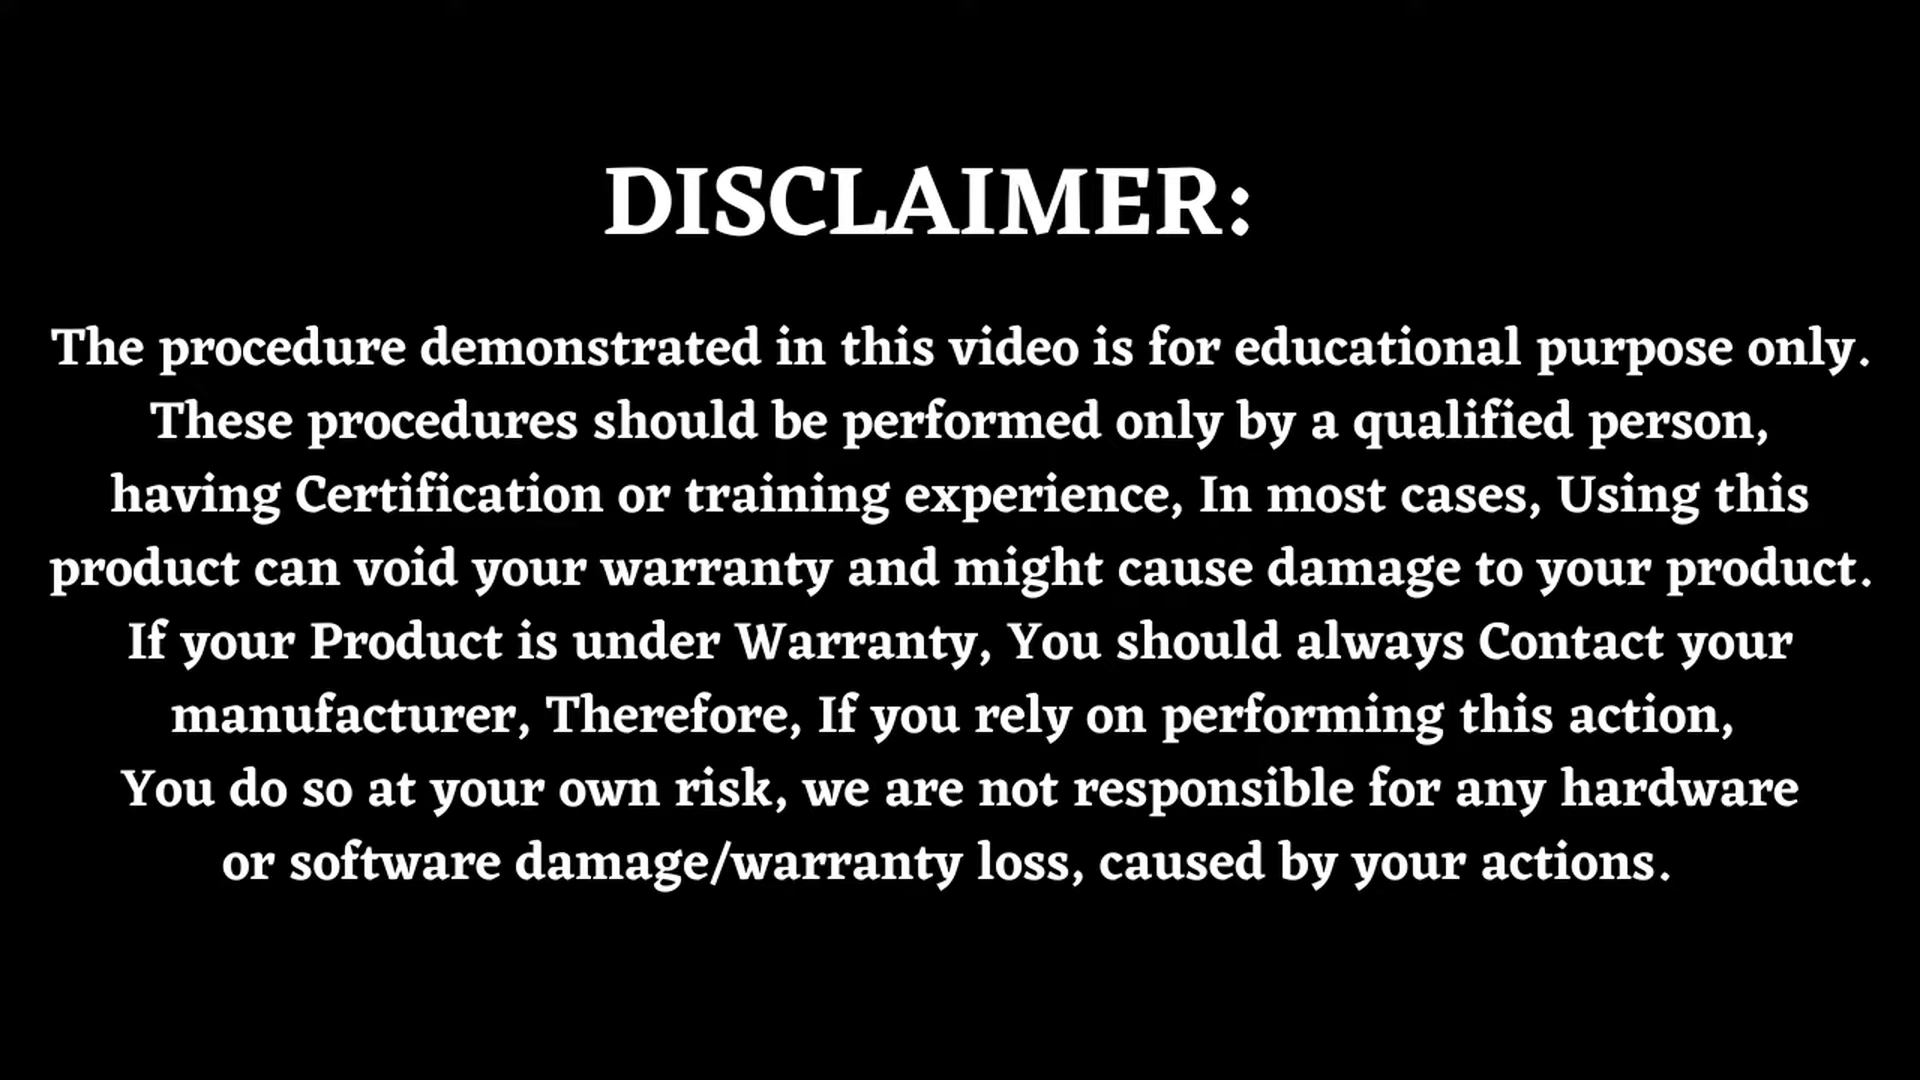 DISCLAIMER:
The procedure demonstrated in this video is for educational purpose only.
These procedures should be performed only by a qualified person,
having Certification or training experience, In most cases, Using this
product can void your warranty and might cause damage to your product.
If your Product is under Warranty, You should always Contact your
manufacturer, Therefore, If you rely on performing this action,
You do so at your own risk, we are not responsible for any hardware
or software damage/warranty loss, caused by your actions.